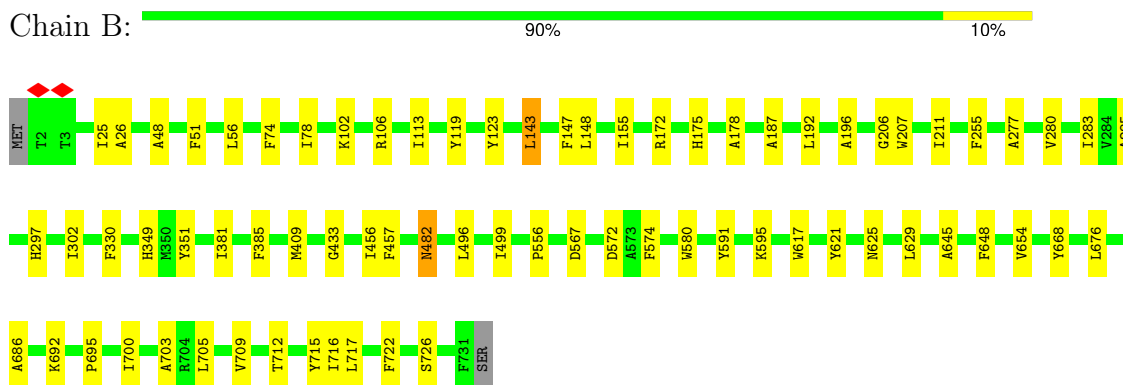 Chain B:
90% 10%
MET T2 T3 I25 A26 A48 F51 L56 F74 I78 K102 R106 I113 Y119 Y123 L143 F147 L148 I155 R172 H175 A178 A187 L192 A196 G206 W207 I211 F255 A277 V280 I283 V284
H297 I302 F330 H349 M350 Y351 I381 F385 M409 G433 I456 F457 N482 L496 I499 P556 D567 D572 A573 F574 W580 Y591 K595 W617 Y621 N625 L629 A645 F648 V654 Y668 L676
A686 K692 P695 I700 A703 R704 L705 V709 T712 Y715 I716 L717 F722 S726 F731 SER